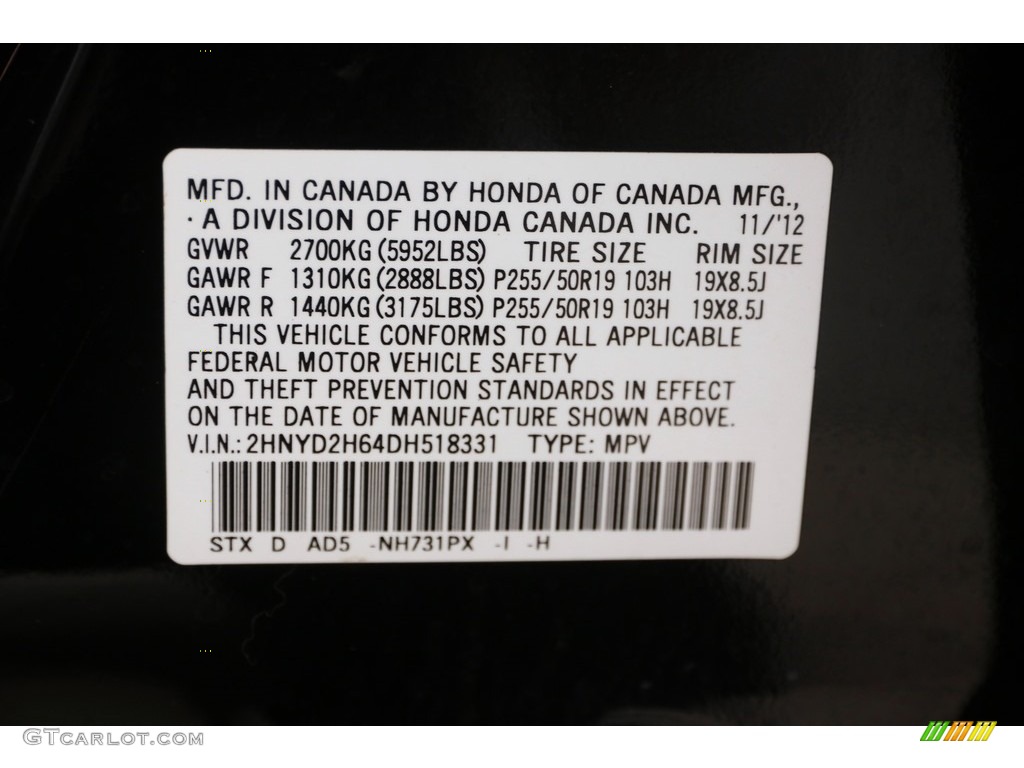 MFD. IN CANADA BY HONDA OF CANADA MFG.,
· A DIVISION OF HONDA CANADA INC. 11/'12
GVWR 2700KG (5952LBS) TIRE SIZE RIM SIZE
GAWR F 1310KG (2888LBS) P255/50R19 103H 19X8.5J
GAWR R 1440KG (3175LBS) P255/50R19 103H 19X8.5J
THIS VEHICLE CONFORMS TO ALL APPLICABLE
FEDERAL MOTOR VEHICLE SAFETY
AND THEFT PREVENTION STANDARDS IN EFFECT
ON THE DATE OF MANUFACTURE SHOWN ABOVE.
V.I.N.: 2HNYD2H64DH518331 TYPE: MPV
STX D AD5 -NH731PX -I -H
GTCarLot.com